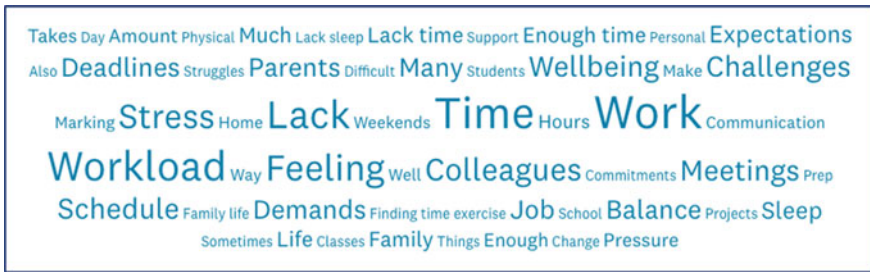 Takes Day Amount Physical Much Lack sleep Lack time Support Enough time Personal Expectations
Also Deadlines Struggles Parents Difficult Many Students Wellbeing Make Challenges
Marking Stress Home Lack Weekends Time Hours Work Communication
Workload Way Feeling Well Colleagues Commitments Meetings Prep
Schedule Family life Demands Finding time exercise Job School Balance Projects Sleep
Sometimes Life Classes Family Things Enough Change Pressure